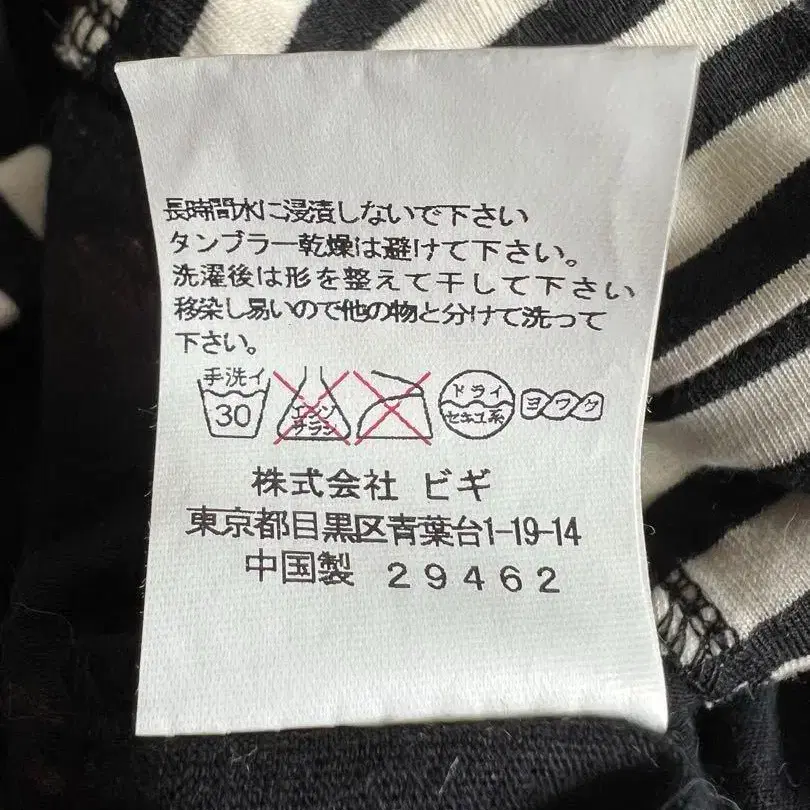 長時間水に浸漬しないで下さい
タンブラー乾燥は避けて下さい。
洗濯後は形を整えて干して下さい
移染し易いので他の物と分けて洗って
下さい。
手洗イ
30
エンソ
サラシ
ドライ
セキユ系
ヨワク
株式会社 ビギ
東京都目黒区青葉台1-19-14
中国製 29462